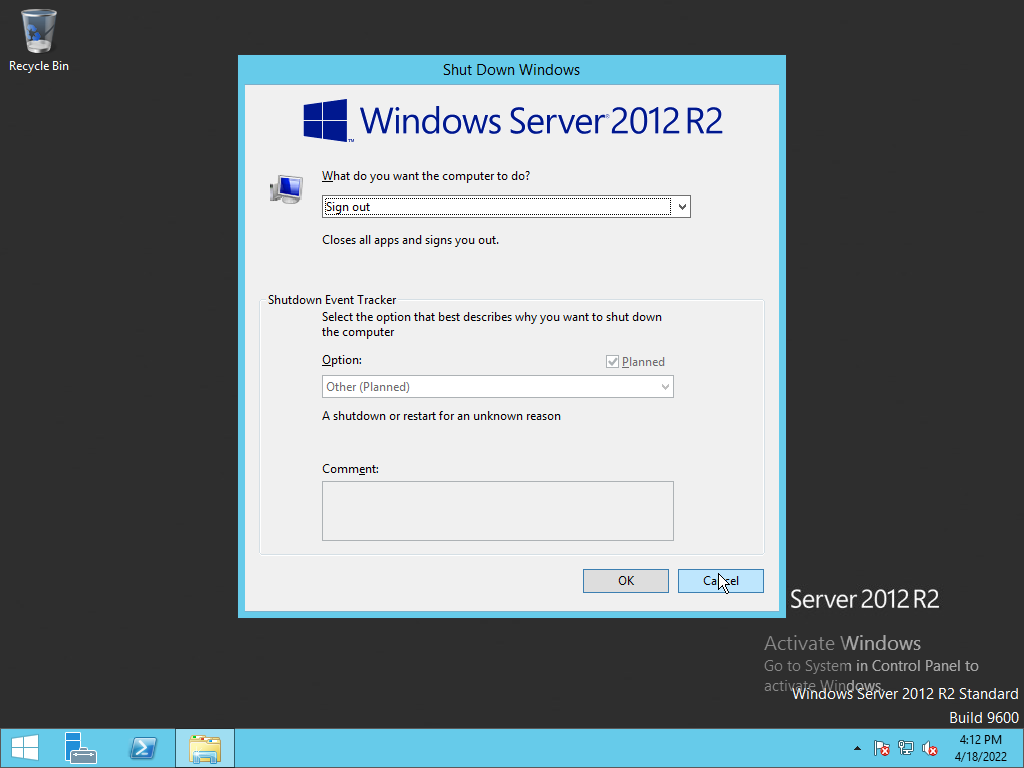 Recycle Bin
Shut Down Windows
Windows Server 2012 R2
What do you want the computer to do?
Sign out
Closes all apps and signs you out.
Shutdown Event Tracker
Select the option that best describes why you want to shut down
the computer
Option:
Planned
Other (Planned)
A shutdown or restart for an unknown reason
Comment:
OK
Cancel
Server 2012 R2
Activate Windows
Go to System in Control Panel to
activate Windows.
Windows Server 2012 R2 Standard
Build 9600
4:12 PM
4/18/2022